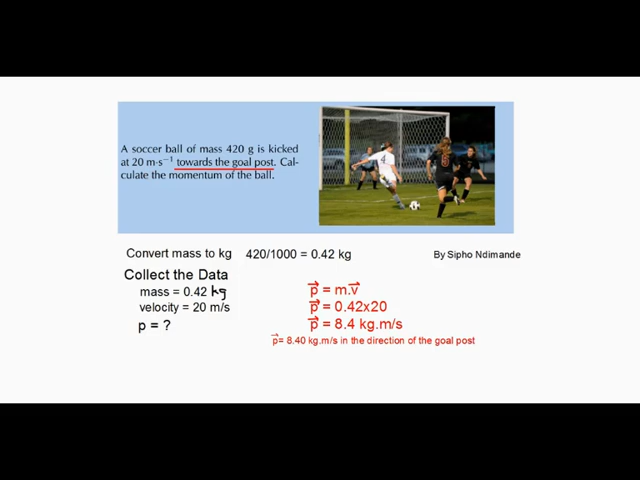 A soccer ball of mass 420 g is kicked
at 20 m·s⁻¹ towards the goal post. Cal-
culate the momentum of the ball.
4
Convert mass to kg 420/1000 = 0.42 kg
By Sipho Ndimande
Collect the Data
mass = 0.42 kg
velocity = 20 m/s
p = ?
p⃗ = m.v⃗
p⃗ = 0.42x20
p⃗ = 8.4 kg.m/s
p⃗= 8.40 kg.m/s in the direction of the goal post